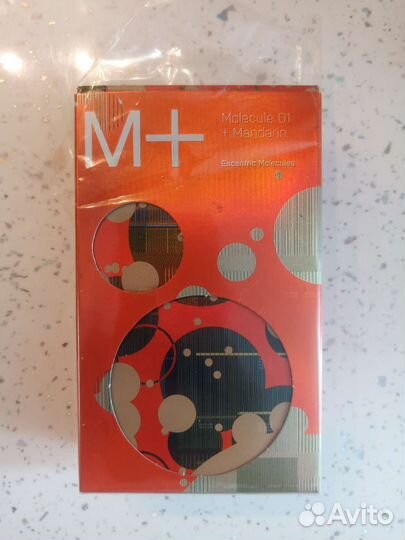 M+
Molecule 01
+ Mandarin
Escentric Molecules
Avito